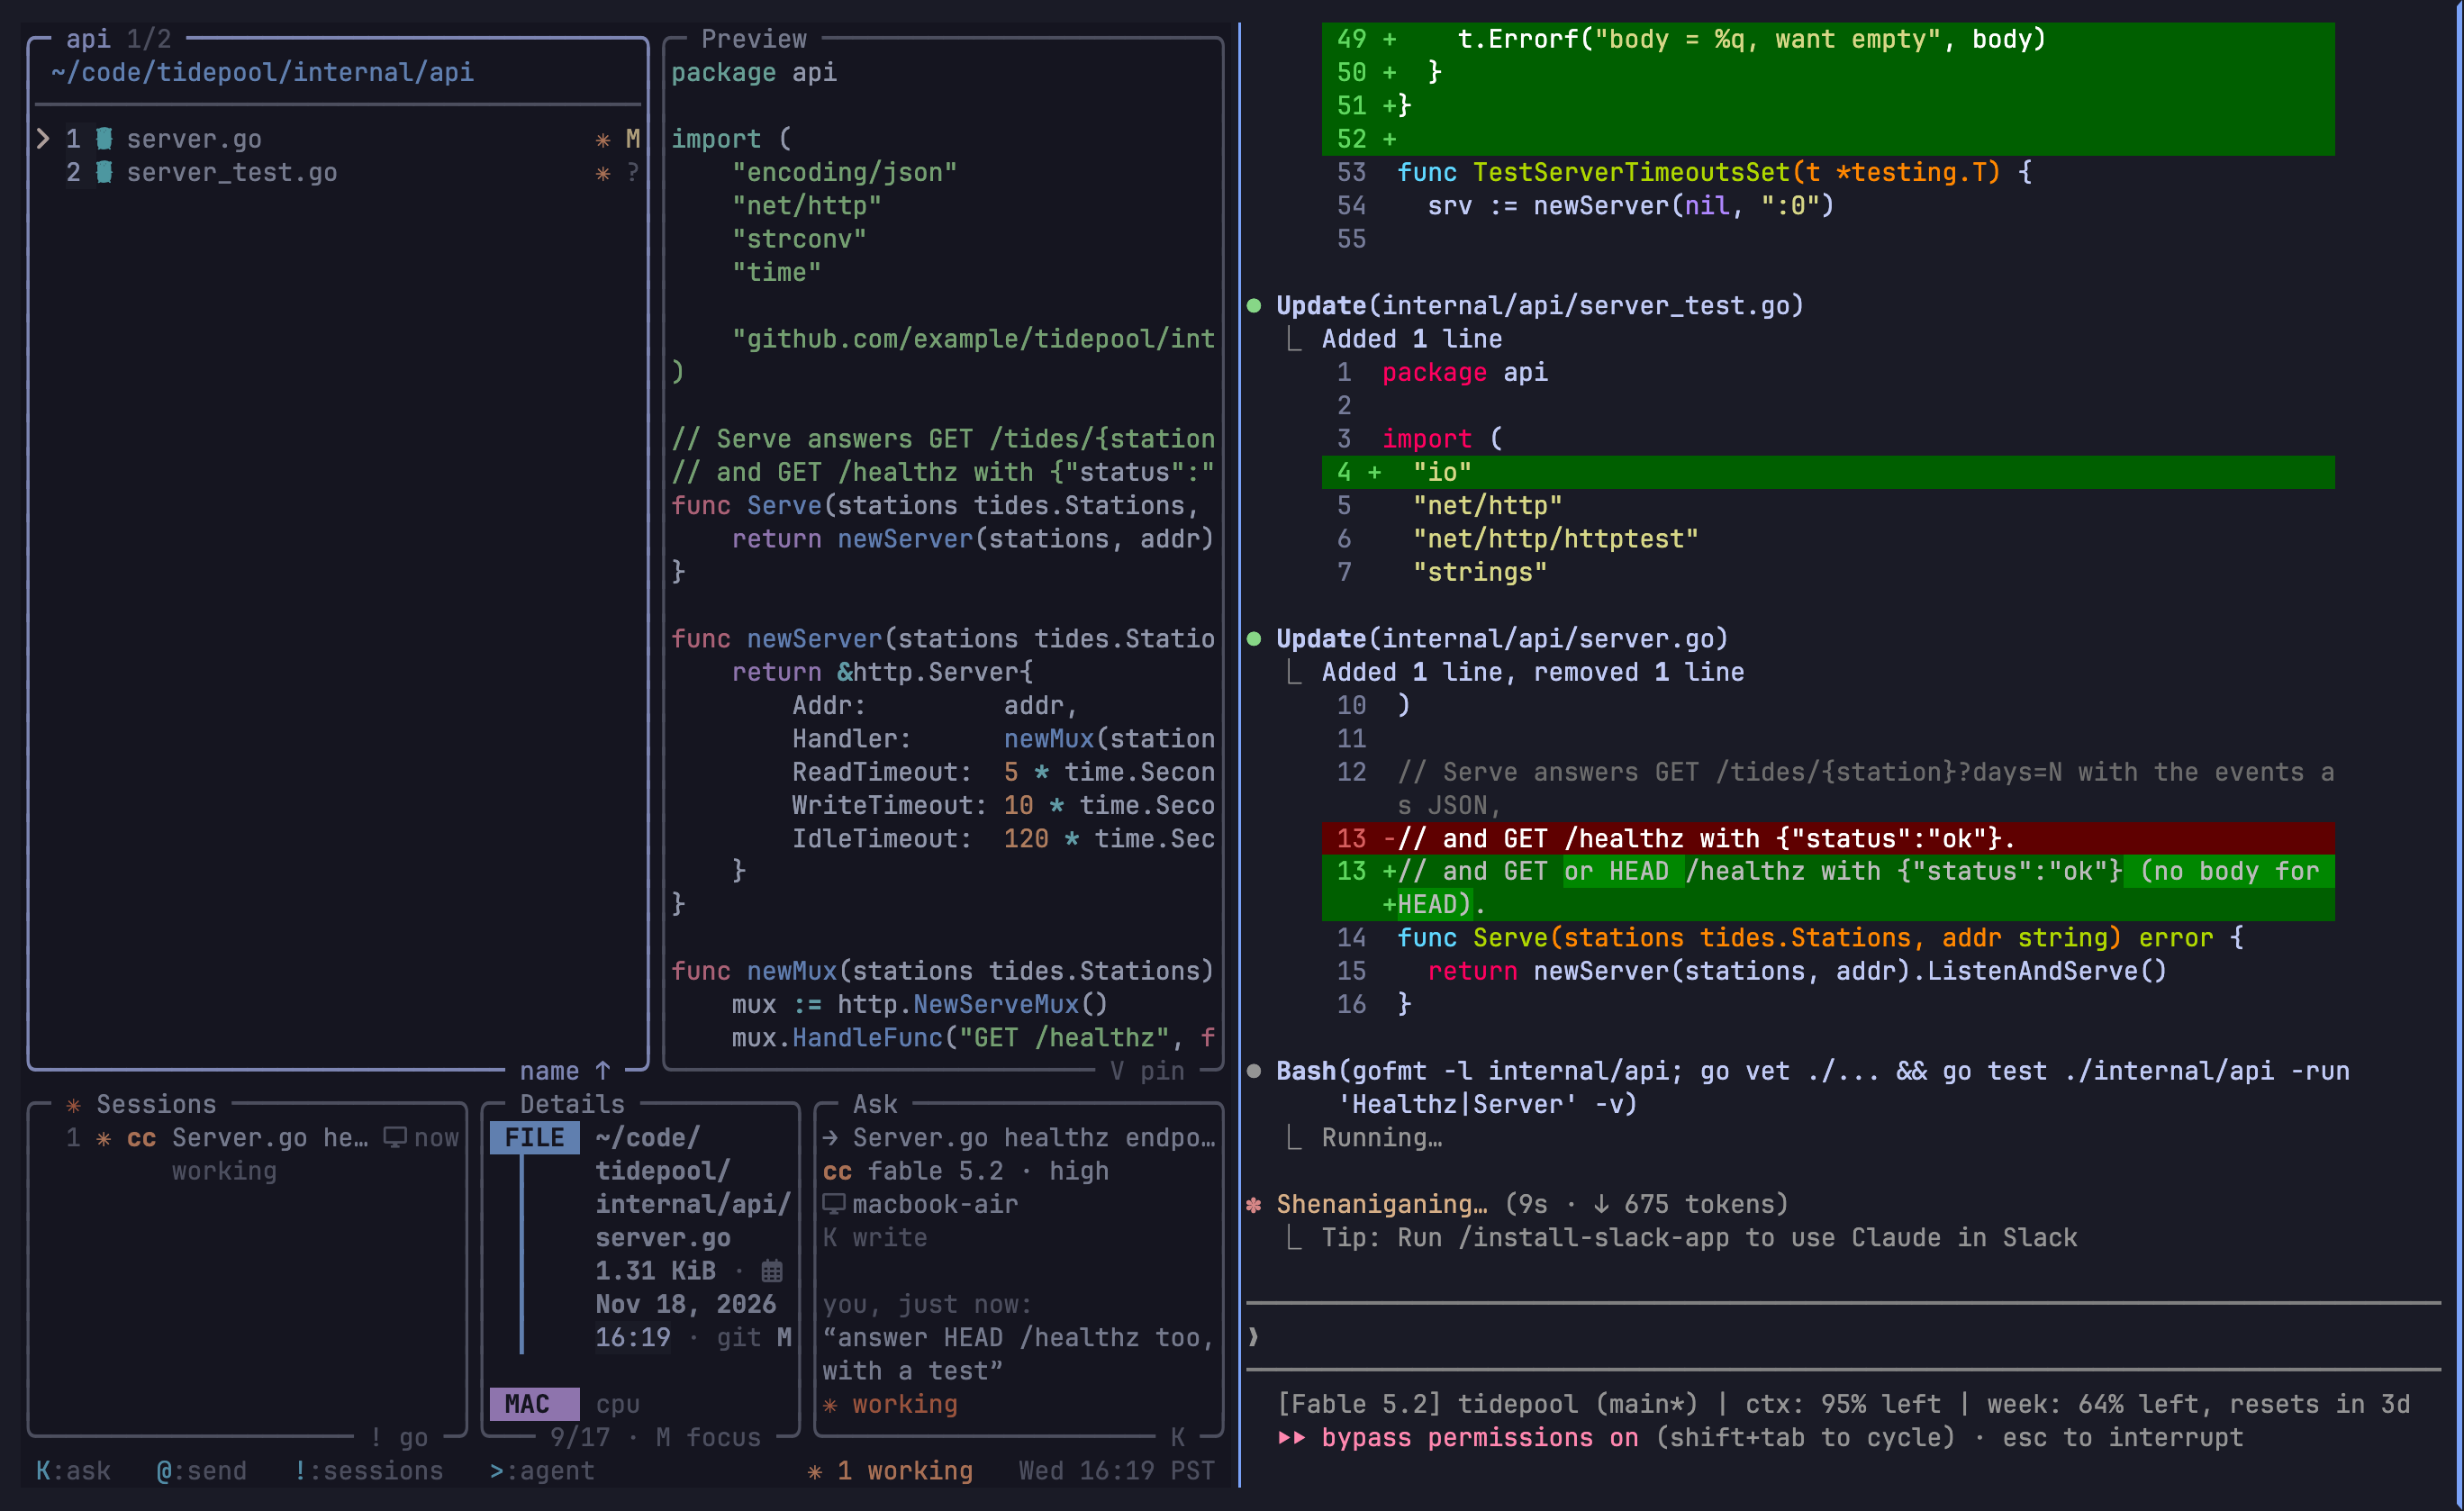 api 1/2
~/code/tidepool/internal/api
1 server.go M
2 server_test.go ?
name ↑
Preview
package api
import (
"encoding/json"
"net/http"
"strconv"
"time"
"github.com/example/tidepool/int
)
// Serve answers GET /tides/{station
// and GET /healthz with {"status":"
func Serve(stations tides.Stations,
return newServer(stations, addr)
}
func newServer(stations tides.Statio
return &http.Server{
Addr: addr,
Handler: newMux(station
ReadTimeout: 5 * time.Secon
WriteTimeout: 10 * time.Seco
IdleTimeout: 120 * time.Sec
}
}
func newMux(stations tides.Stations)
mux := http.NewServeMux()
mux.HandleFunc("GET /healthz", f
V pin
✳ Sessions
1 ✳ cc Server.go he… now
working
! go
Details
FILE ~/code/
tidepool/
internal/api/
server.go
1.31 KiB ·
Nov 18, 2026
16:19 · git M
MAC cpu
9/17 · M focus
Ask
→ Server.go healthz endpo…
cc fable 5.2 · high
macbook-air
K write
you, just now:
“answer HEAD /healthz too,
with a test”
✳ working
K
K:ask @:send !:sessions >:agent ✳ 1 working Wed 16:19 PST
49 + t.Errorf("body = %q, want empty", body)
50 + }
51 +}
52 +
53 func TestServerTimeoutsSet(t *testing.T) {
54 srv := newServer(nil, ":0")
55
● Update(internal/api/server_test.go)
⎿ Added 1 line
1 package api
2
3 import (
4 + "io"
5 "net/http"
6 "net/http/httptest"
7 "strings"
● Update(internal/api/server.go)
⎿ Added 1 line, removed 1 line
10 )
11
12 // Serve answers GET /tides/{station}?days=N with the events a
s JSON,
13 -// and GET /healthz with {"status":"ok"}.
13 +// and GET or HEAD /healthz with {"status":"ok"} (no body for
+HEAD).
14 func Serve(stations tides.Stations, addr string) error {
15 return newServer(stations, addr).ListenAndServe()
16 }
● Bash(gofmt -l internal/api; go vet ./... && go test ./internal/api -run
'Healthz|Server' -v)
⎿ Running…
✽ Shenaniganing… (9s · ↓ 675 tokens)
⎿ Tip: Run /install-slack-app to use Claude in Slack
❯
[Fable 5.2] tidepool (main*) | ctx: 95% left | week: 64% left, resets in 3d
⏵⏵ bypass permissions on (shift+tab to cycle) · esc to interrupt